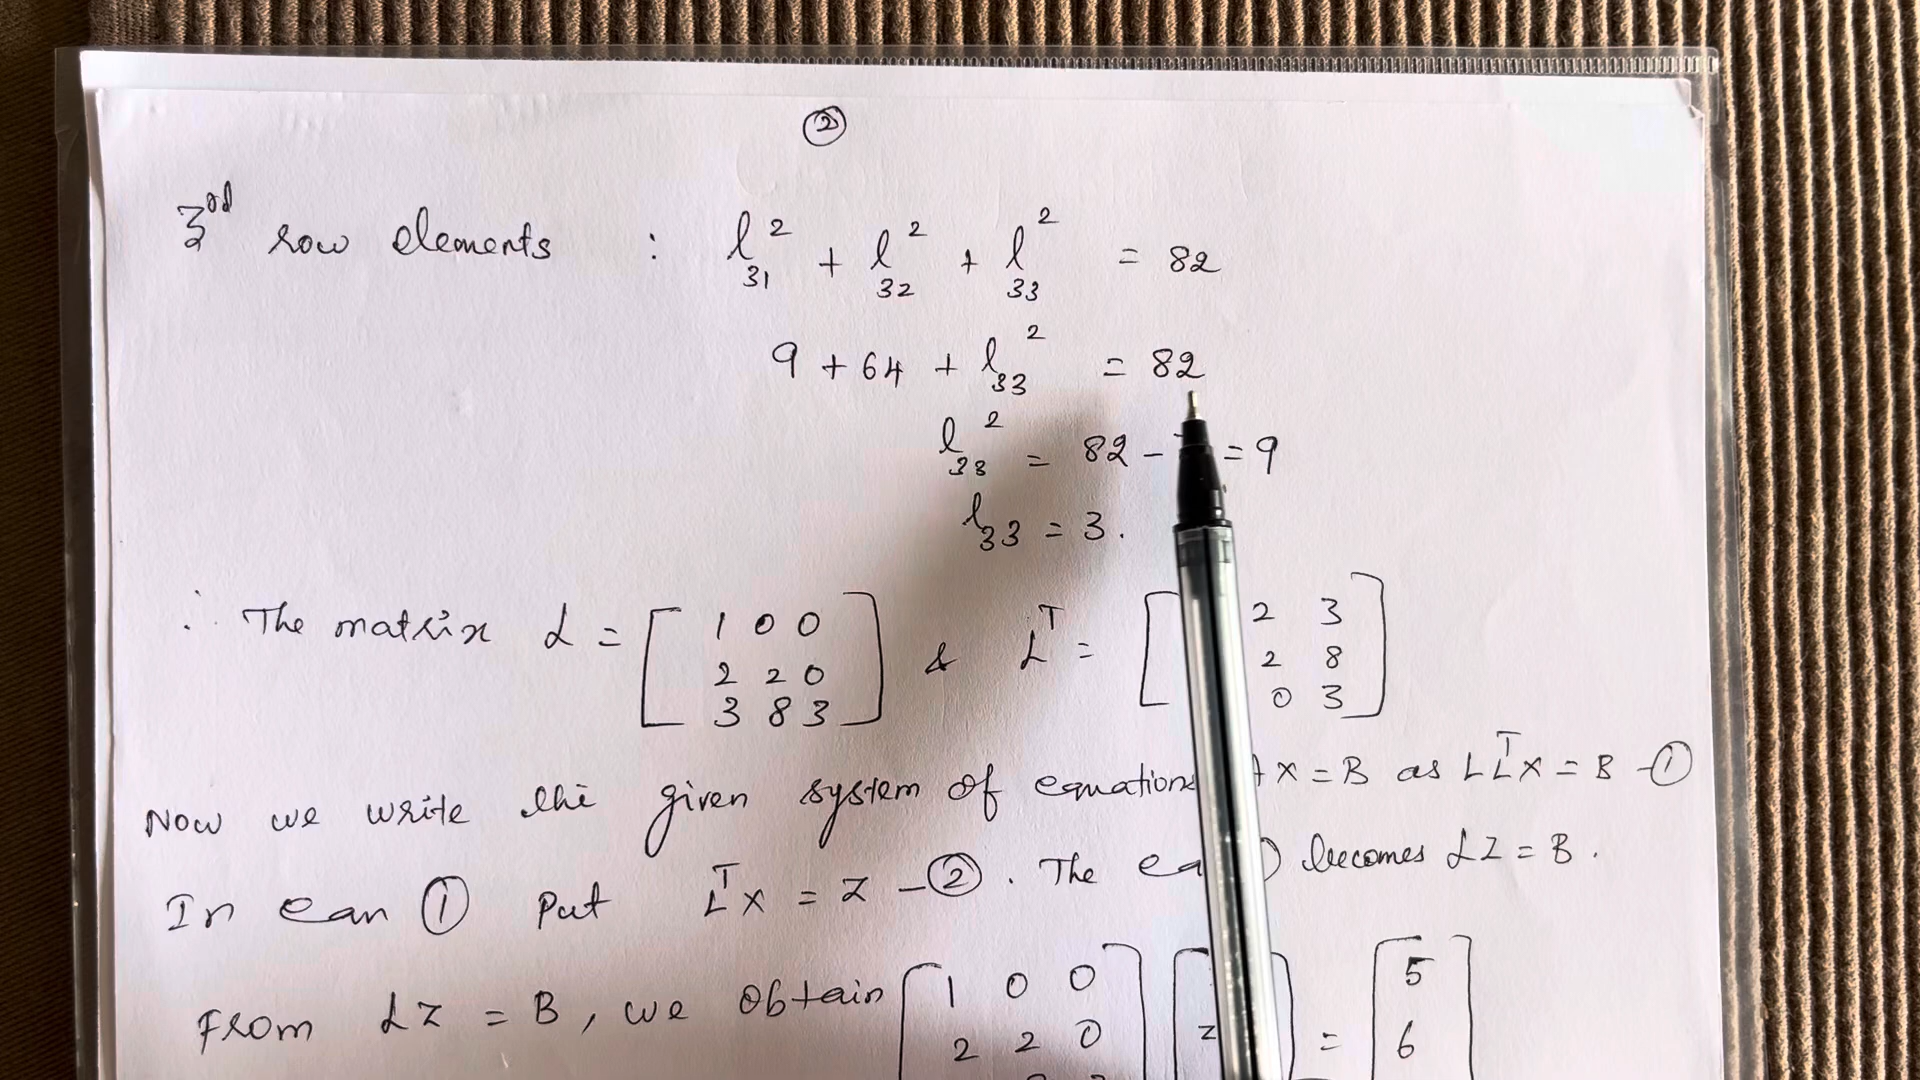 ②
3rd row elements : l31² + l32² + l33² = 82
9 + 64 + l33² = 82
l33² = 82 - = 9
l33 = 3.
∴ The matrix L = [1 0 0 & Lᵀ = [ 2 3
2 2 0 2 8
3 8 3] 0 3]
Now we write the given system of equations X = B as LLᵀX = B - ①
In eqn ① Put LᵀX = Z - ②. The becomes LZ = B.
From LZ = B, we obtain [1 0 0] [ ] = [5
2 2 0 z 6